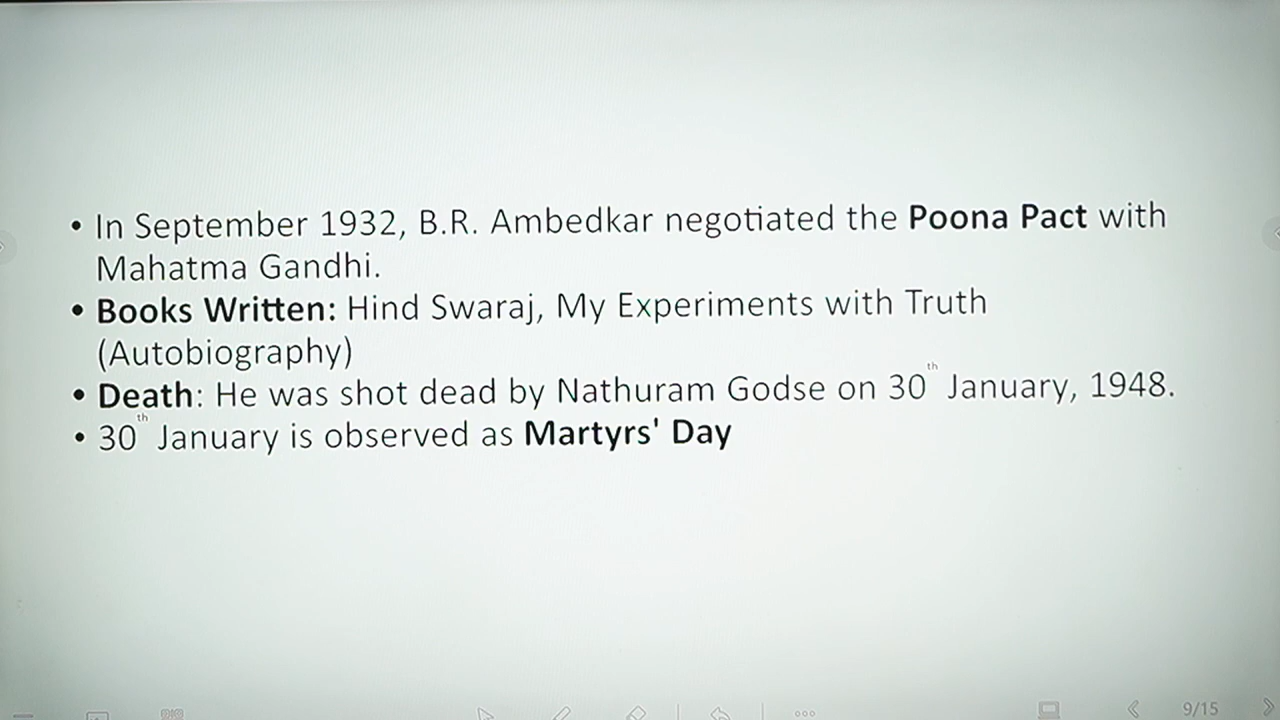 • In September 1932, B.R. Ambedkar negotiated the Poona Pact with
Mahatma Gandhi.
• Books Written: Hind Swaraj, My Experiments with Truth
(Autobiography)
• Death: He was shot dead by Nathuram Godse on 30th January, 1948.
• 30th January is observed as Martyrs' Day
9/15